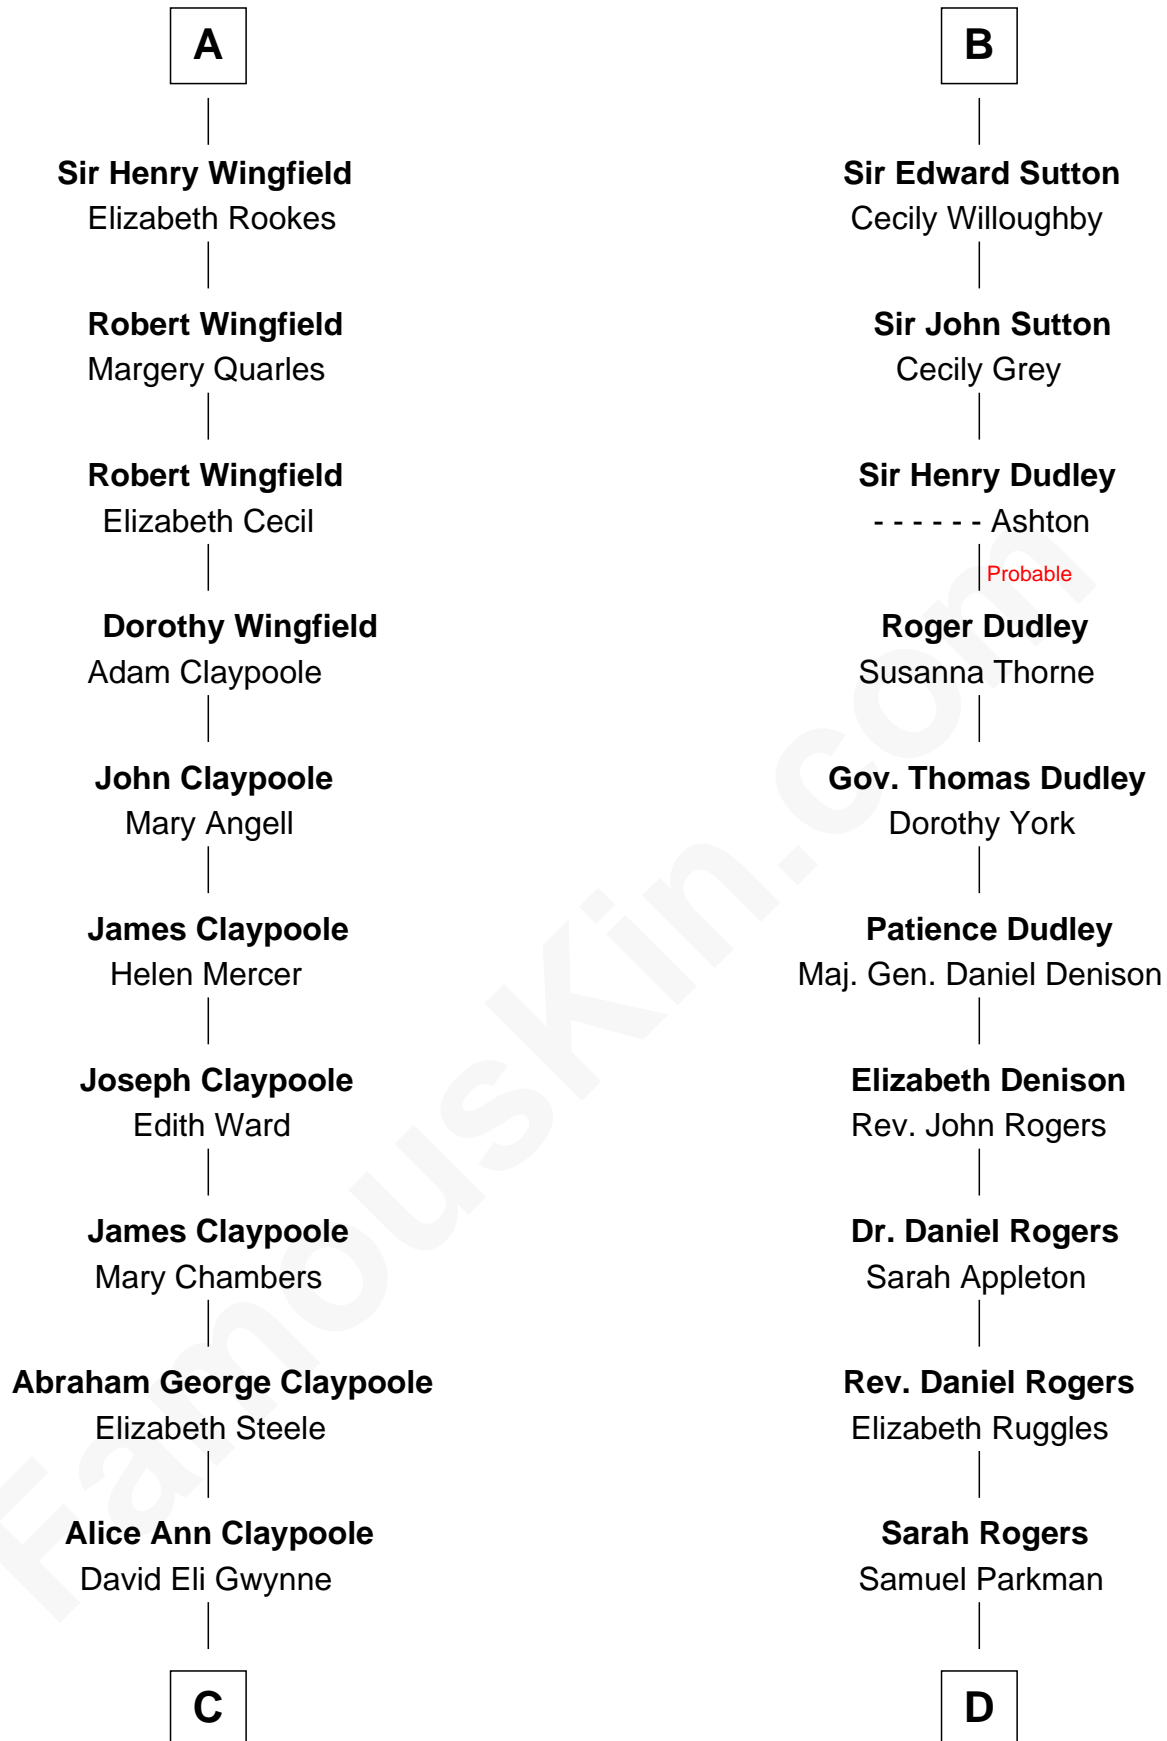 A
Sir Henry Wingfield
Elizabeth Rookes
Robert Wingfield
Margery Quarles
Robert Wingfield
Elizabeth Cecil
Dorothy Wingfield
Adam Claypoole
John Claypoole
Mary Angell
James Claypoole
Helen Mercer
Joseph Claypoole
Edith Ward
James Claypoole
Mary Chambers
Abraham George Claypoole
Elizabeth Steele
Alice Ann Claypoole
David Eli Gwynne
C
B
Sir Edward Sutton
Cecily Willoughby
Sir John Sutton
Cecily Grey
Sir Henry Dudley
- - - - - - Ashton
Probable
Roger Dudley
Susanna Thorne
Gov. Thomas Dudley
Dorothy York
Patience Dudley
Maj. Gen. Daniel Denison
Elizabeth Denison
Rev. John Rogers
Dr. Daniel Rogers
Sarah Appleton
Rev. Daniel Rogers
Elizabeth Ruggles
Sarah Rogers
Samuel Parkman
D
FamousKin.com